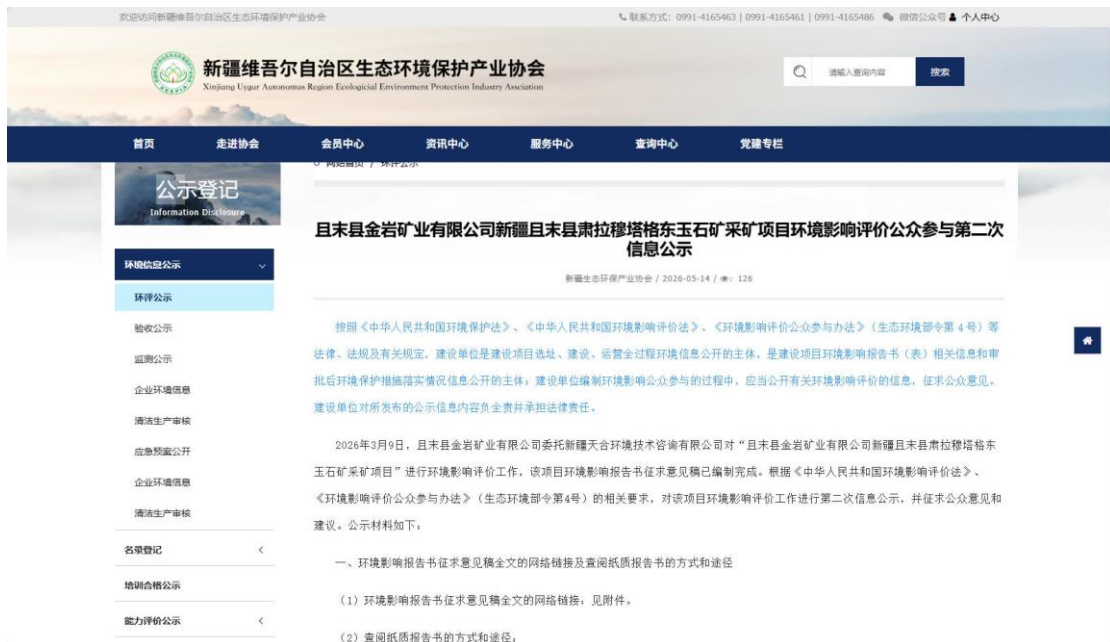 欢迎访问新疆维吾尔自治区生态环境保护产业协会
联系方式：0991-4165463 | 0991-4165461 | 0991-4165486 微信公众号 个人中心
新疆维吾尔自治区生态环境保护产业协会
Xinjiang Uygur Autonomus Region Ecologicial Environment Protection Industry Assciation
请输入查询内容
搜索
首页 走进协会 会员中心 资讯中心 服务中心 查询中心 党建专栏
网站首页 / 环评公示
公示登记
Information Disclosure
环境信息公示
环评公示
验收公示
监测公示
企业环境信息
清洁生产审核
应急预案公开
企业环境信息
清洁生产审核
名录登记
培训合格公示
能力评价公示
且末县金岩矿业有限公司新疆且末县肃拉穆塔格东玉石矿采矿项目环境影响评价公众参与第二次
信息公示
新疆生态环保产业协会 / 2026-05-14 / : 126
按照《中华人民共和国环境保护法》、《中华人民共和国环境影响评价法》、《环境影响评价公众参与办法》（生态环境部令第 4 号）等
法律、法规及有关规定，建设单位是建设项目选址、建设、运营全过程环境信息公开的主体，是建设项目环境影响报告书（表）相关信息和审
批后环境保护措施落实情况信息公开的主体；建设单位编制环境影响公众参与的过程中，应当公开有关环境影响评价的信息，征求公众意见。
建设单位对所发布的公示信息内容负全责并承担法律责任。
2026年3月9日，且末县金岩矿业有限公司委托新疆天合环境技术咨询有限公司对“且末县金岩矿业有限公司新疆且末县肃拉穆塔格东
玉石矿采矿项目”进行环境影响评价工作，该项目环境影响报告书征求意见稿已编制完成。根据《中华人民共和国环境影响评价法》、
《环境影响评价公众参与办法》（生态环境部令第4号）的相关要求，对该项目环境影响评价工作进行第二次信息公示，并征求公众意见和
建议。公示材料如下：
一、环境影响报告书征求意见稿全文的网络链接及查阅纸质报告书的方式和途径
（1）环境影响报告书征求意见稿全文的网络链接：见附件。
（2）查阅纸质报告书的方式和途径：